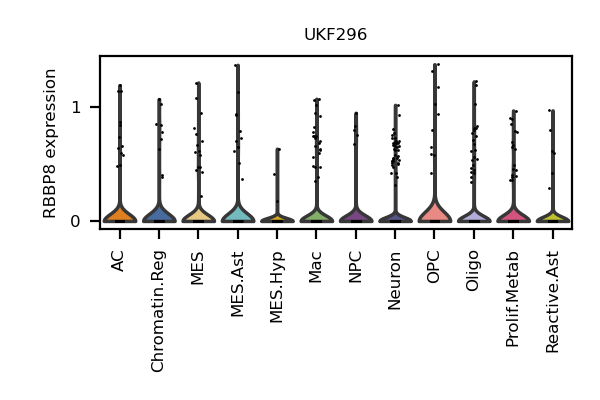 UKF296
RBBP8 expression
1
0
AC
Chromatin.Reg
MES
MES.Ast
MES.Hyp
Mac
NPC
Neuron
OPC
Oligo
Prolif.Metab
Reactive.Ast